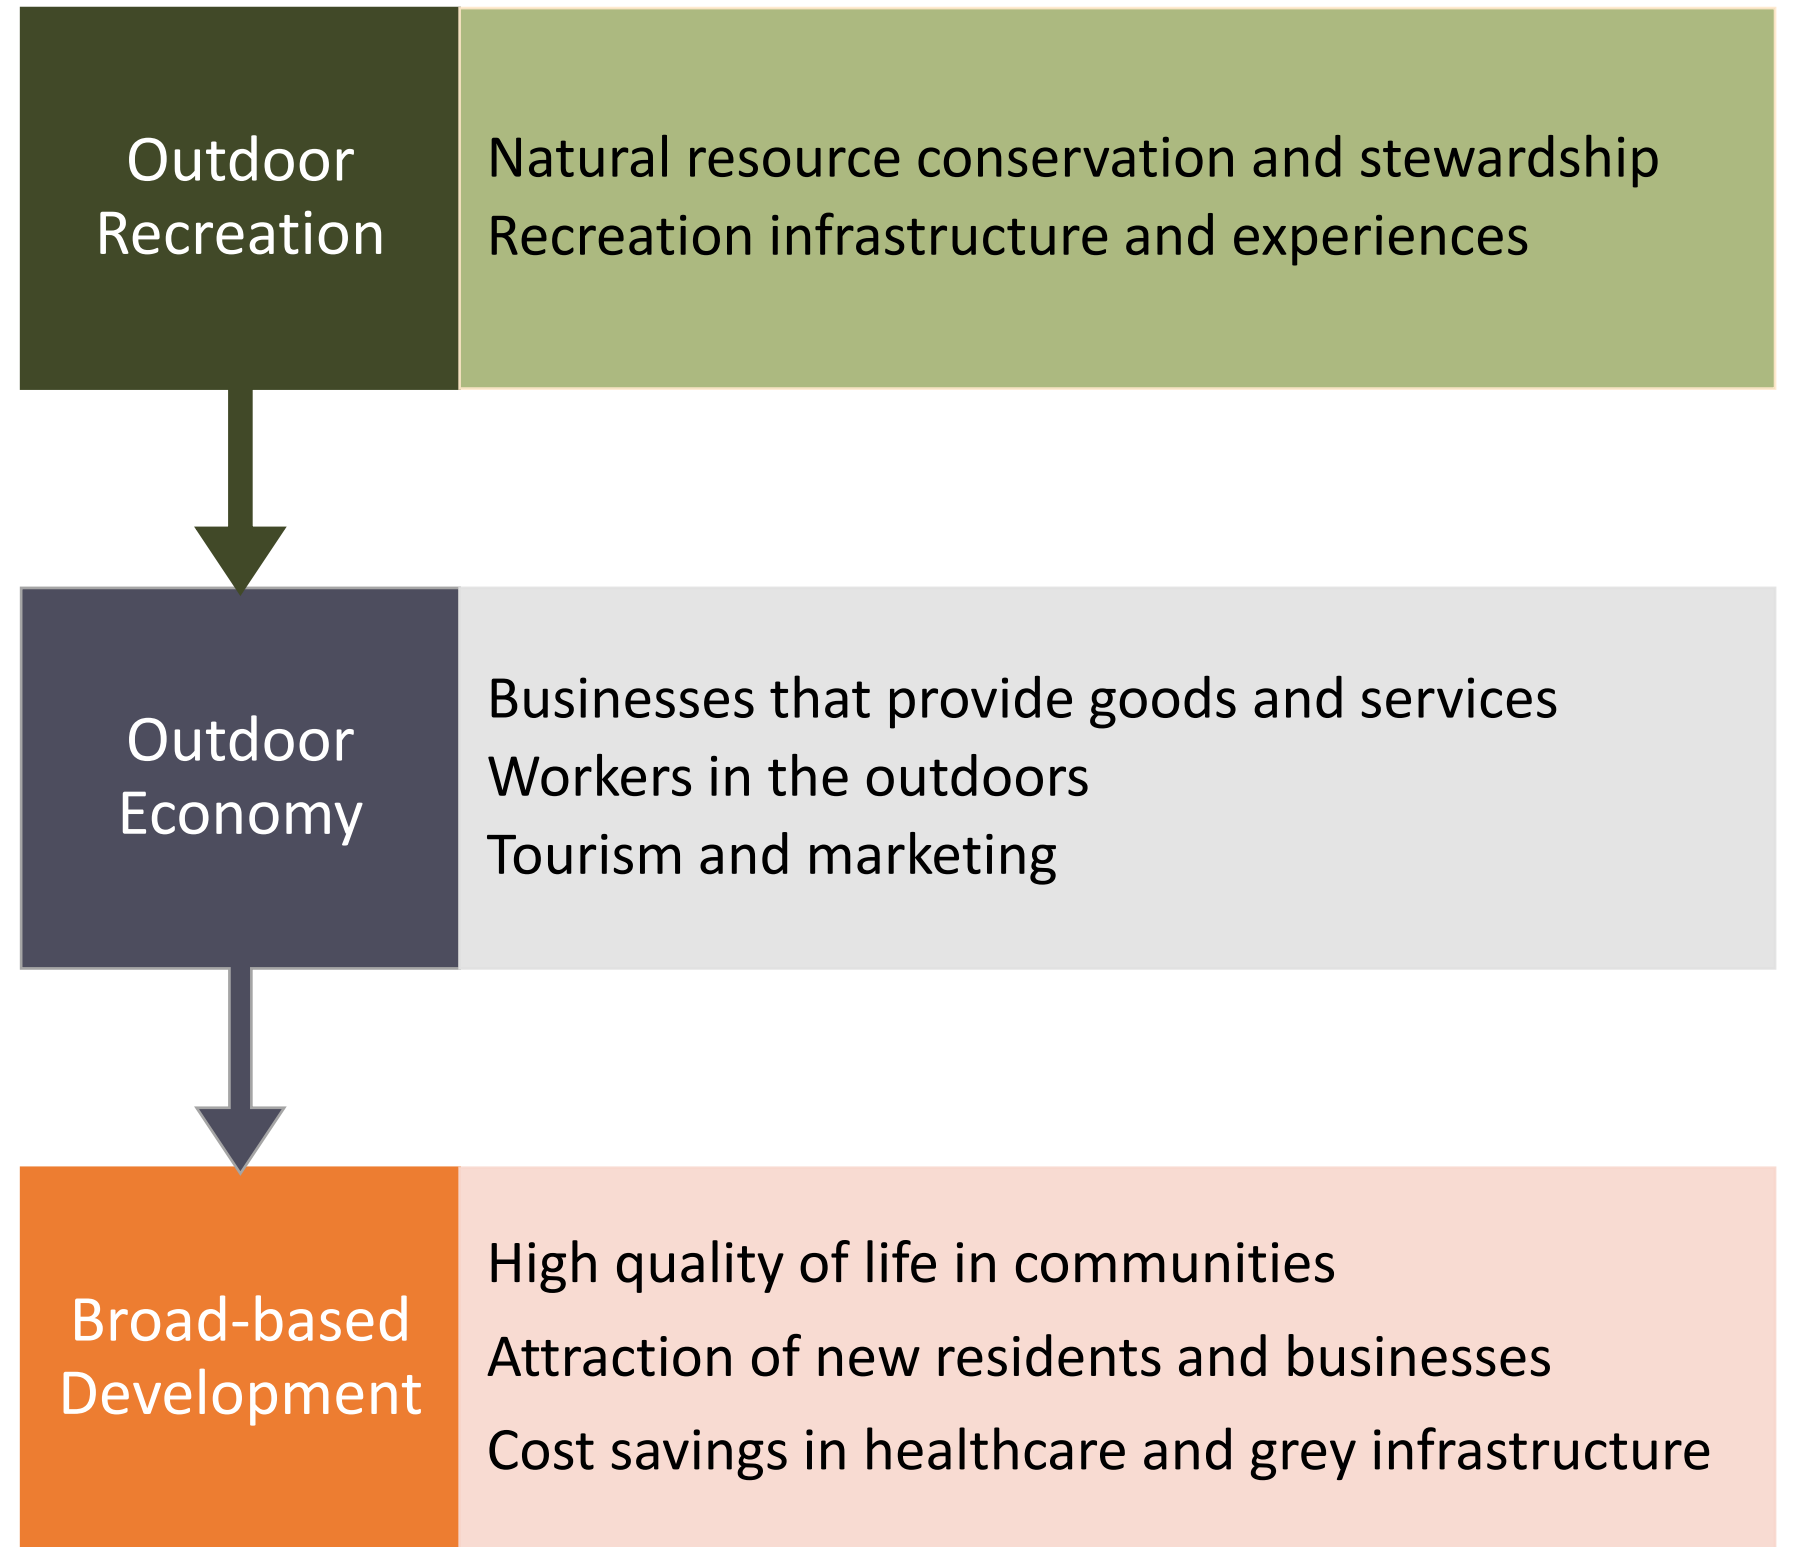 Outdoor
Recreation
Natural resource conservation and stewardship
Recreation infrastructure and experiences
Outdoor
Economy
Businesses that provide goods and services
Workers in the outdoors
Tourism and marketing
Broad-based
Development
High quality of life in communities
Attraction of new residents and businesses
Cost savings in healthcare and grey infrastructure